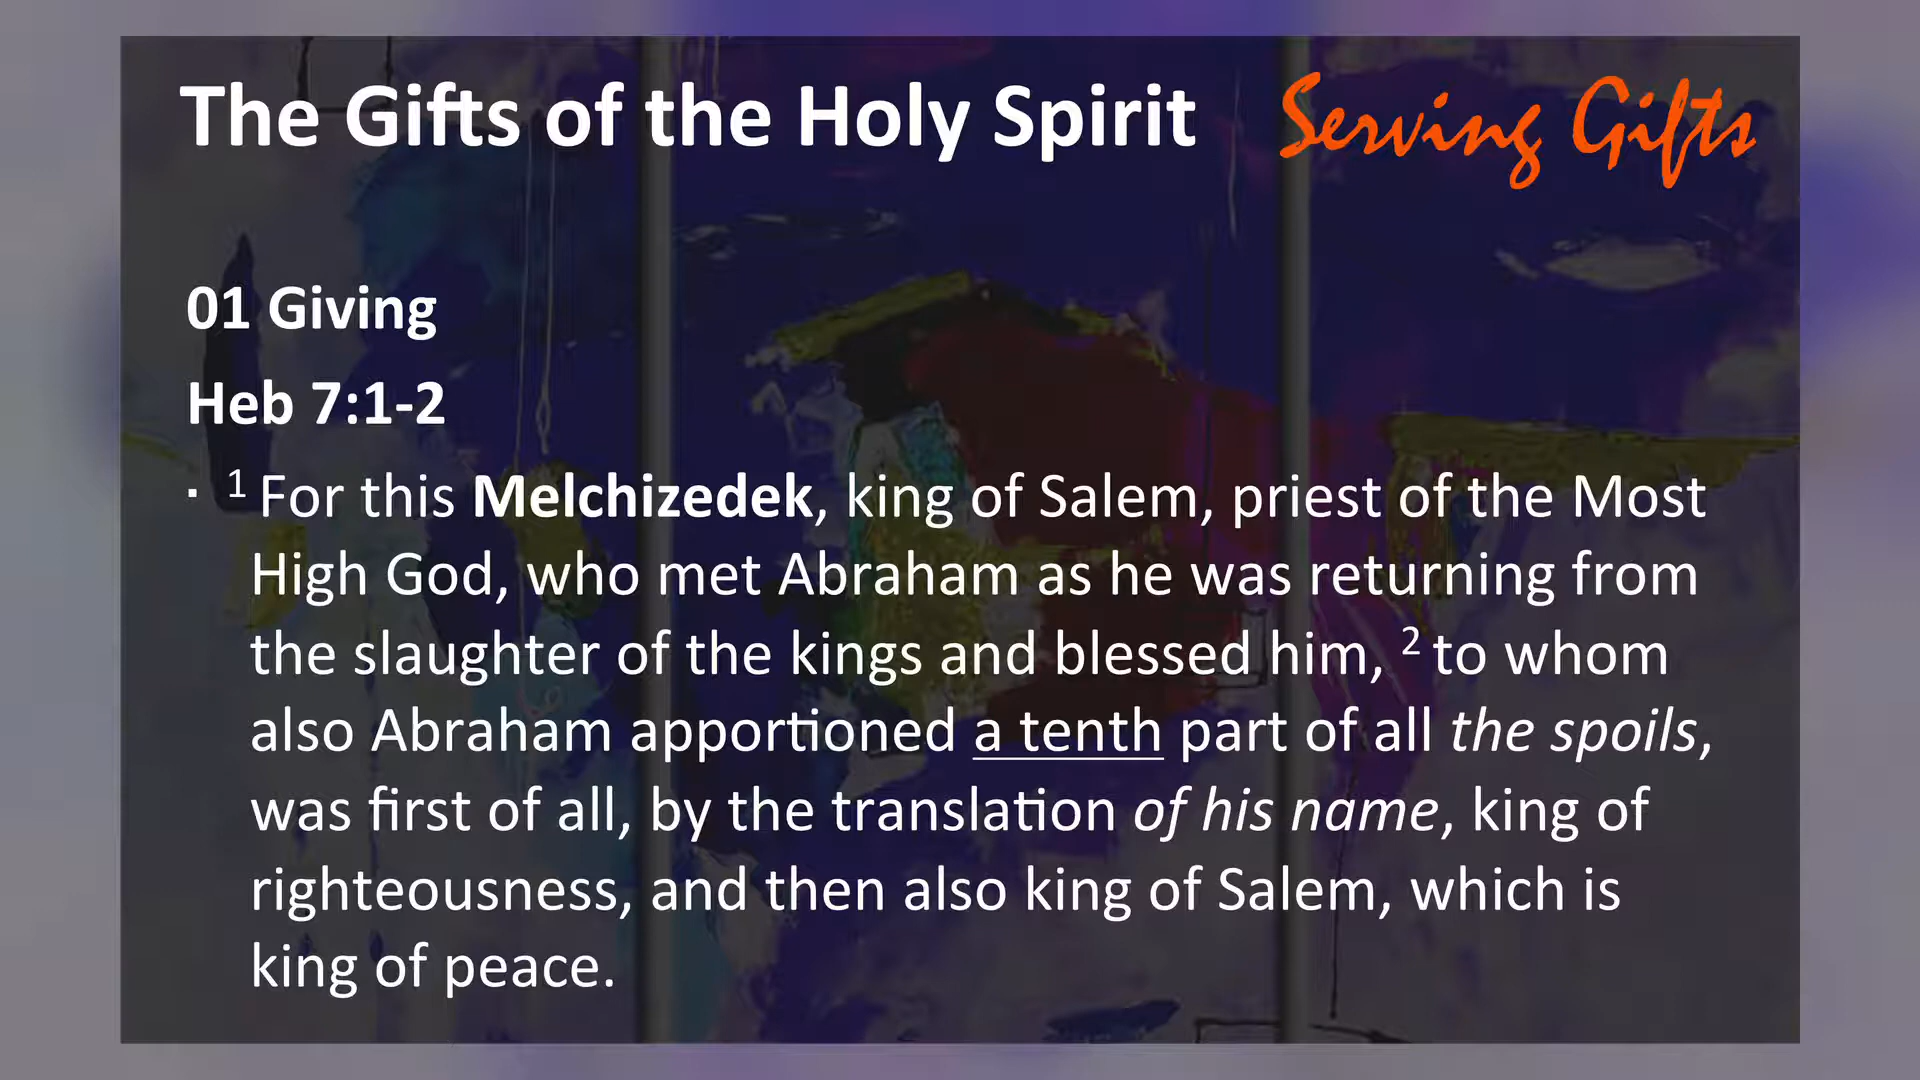 The Gifts of the Holy Spirit
Serving Gifts
01 Giving
Heb 7:1-2
▪ 1 For this Melchizedek, king of Salem, priest of the Most
High God, who met Abraham as he was returning from
the slaughter of the kings and blessed him, 2 to whom
also Abraham apportioned a tenth part of all the spoils,
was first of all, by the translation of his name, king of
righteousness, and then also king of Salem, which is
king of peace.